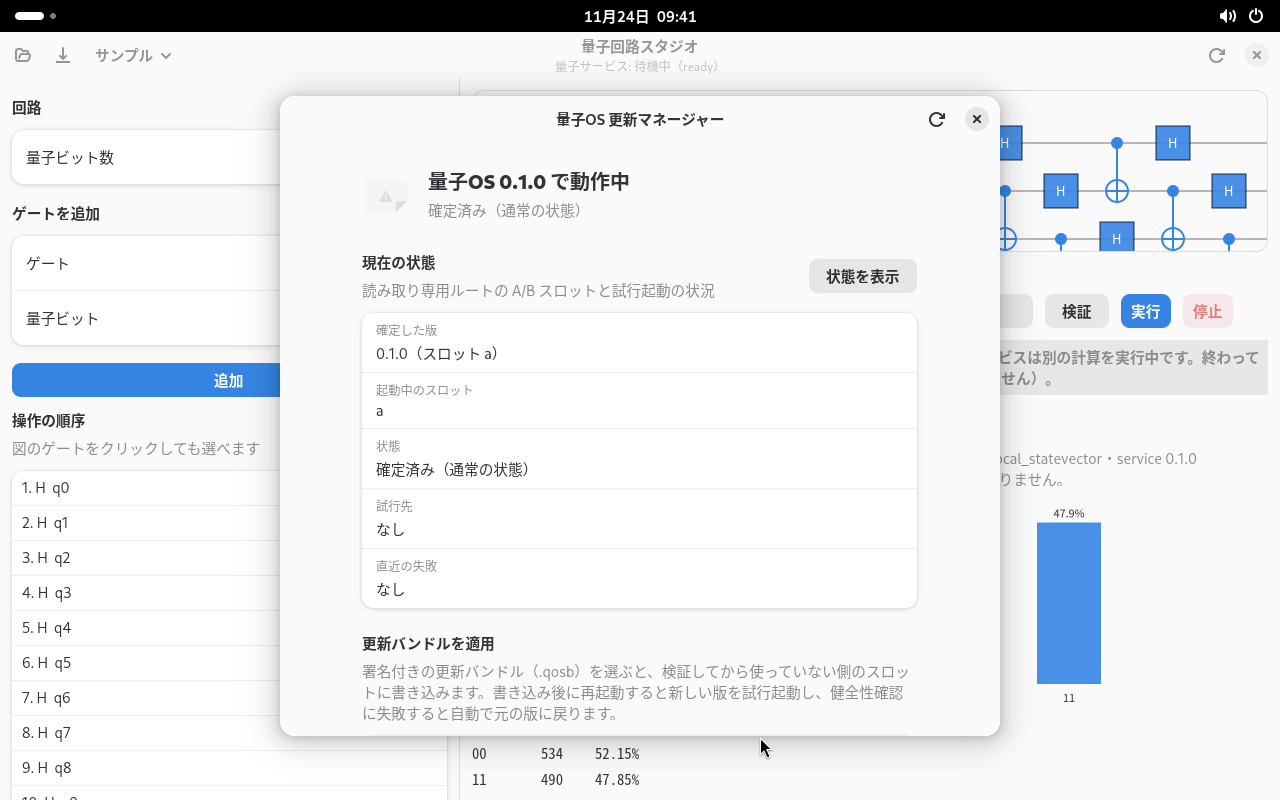 11月24日 09:41
サンプル
量子回路スタジオ
量子サービス: 待機中（ready）
回路
量子ビット数
ゲートを追加
ゲート
量子ビット
追加
操作の順序
図のゲートをクリックしても選べます
1. H q0
2. H q1
3. H q2
4. H q3
5. H q4
6. H q5
7. H q6
8. H q7
9. H q8
量子OS 更新マネージャー
量子OS 0.1.0 で動作中
確定済み（通常の状態）
現在の状態
読み取り専用ルートの A/B スロットと試行起動の状況
状態を表示
確定した版
0.1.0（スロット a）
起動中のスロット
a
状態
確定済み（通常の状態）
試行先
なし
直近の失敗
なし
更新バンドルを適用
署名付きの更新バンドル（.qosb）を選ぶと、検証してから使っていない側のスロッ
トに書き込みます。書き込み後に再起動すると新しい版を試行起動し、健全性確認
に失敗すると自動で元の版に戻ります。
H
H
H
H
H
検証
実行
停止
ビスは別の計算を実行中です。終わって
せん）。
ocal_statevector・service 0.1.0
りません。
47.9%
11
00 534 52.15%
11 490 47.85%